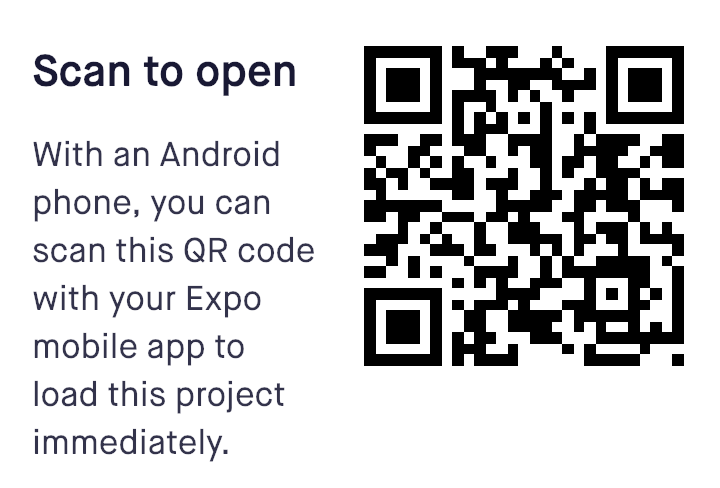 Scan to open
With an Android
phone, you can
scan this QR code
with your Expo
mobile app to
load this project
immediately.